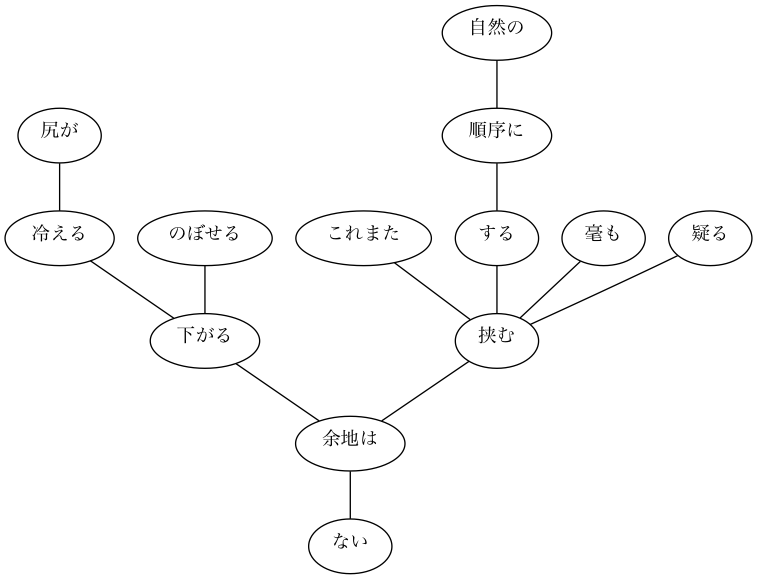 自然の
尻が
順序に
冷える
のぼせる
これまた
する
毫も
疑る
下がる
挟む
余地は
ない